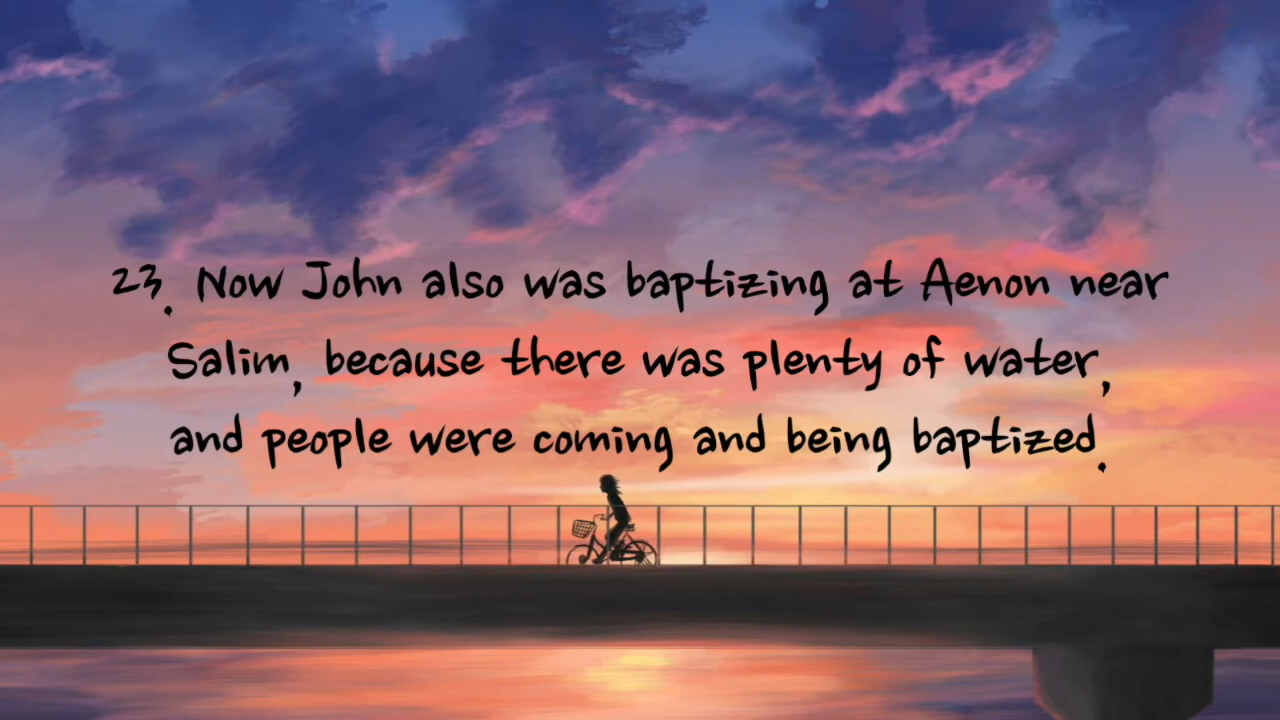 23. Now John also was baptizing at Aenon near
Salim, because there was plenty of water,
and people were coming and being baptized.